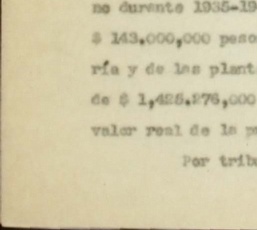 no durante 1935-19
$ 143.000,000 peso
ría y de las plant
de $ 1,425.276,000
valor real de la p
Por trib